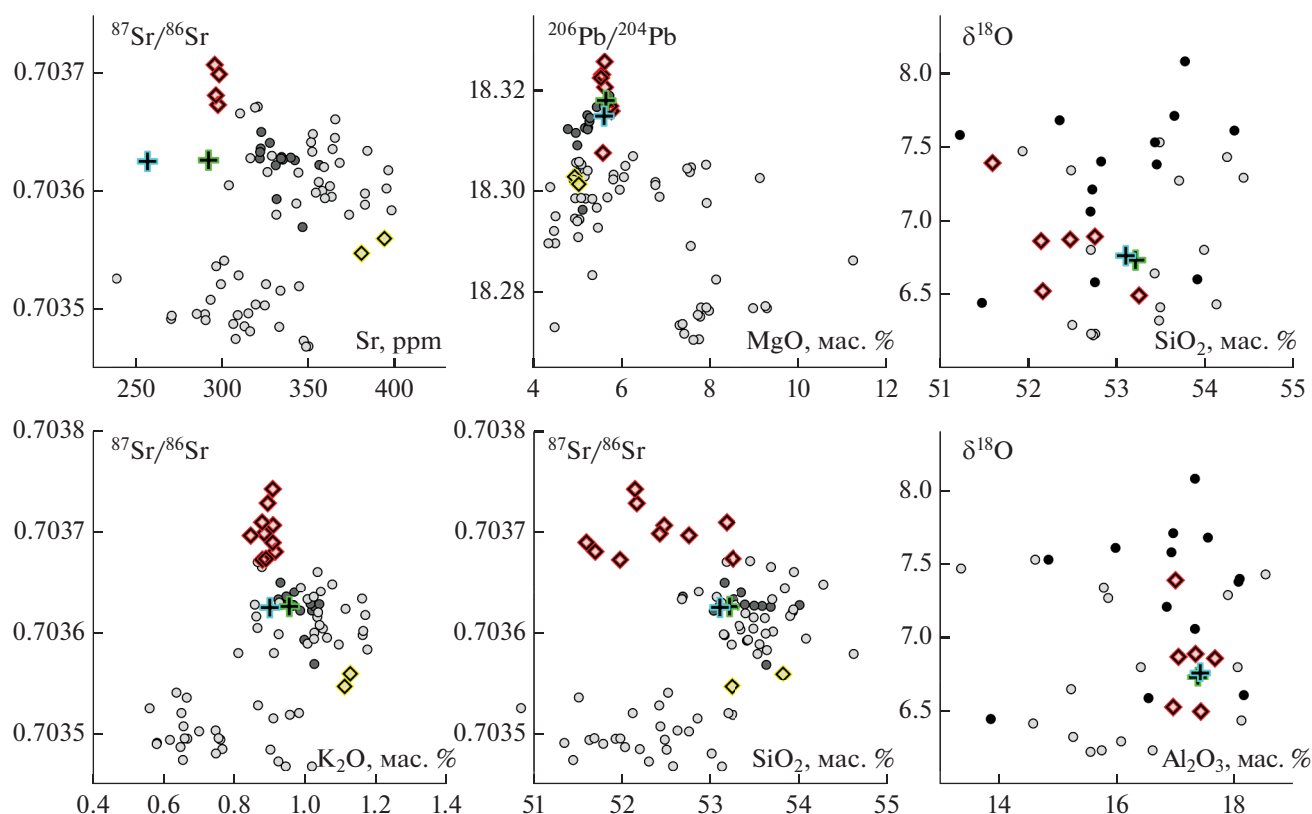 ⁸⁷Sr/⁸⁶Sr
0.7037
0.7036
0.7035
Sr, ppm
250 300 350 400
²⁰⁶Pb/²⁰⁴Pb
18.32
18.30
18.28
MgO, мас. %
4 6 8 10 12
δ¹⁸O
8.0
7.5
7.0
6.5
SiO₂, мас. %
51 52 53 54 55
0.7038
⁸⁷Sr/⁸⁶Sr
0.7037
0.7036
0.7035
K₂O, мас. %
0.4 0.6 0.8 1.0 1.2 1.4
0.7038
⁸⁷Sr/⁸⁶Sr
0.7037
0.7036
0.7035
SiO₂, мас. %
51 52 53 54 55
δ¹⁸O
8.0
7.5
7.0
6.5
Al₂O₃, мас. %
14 16 18